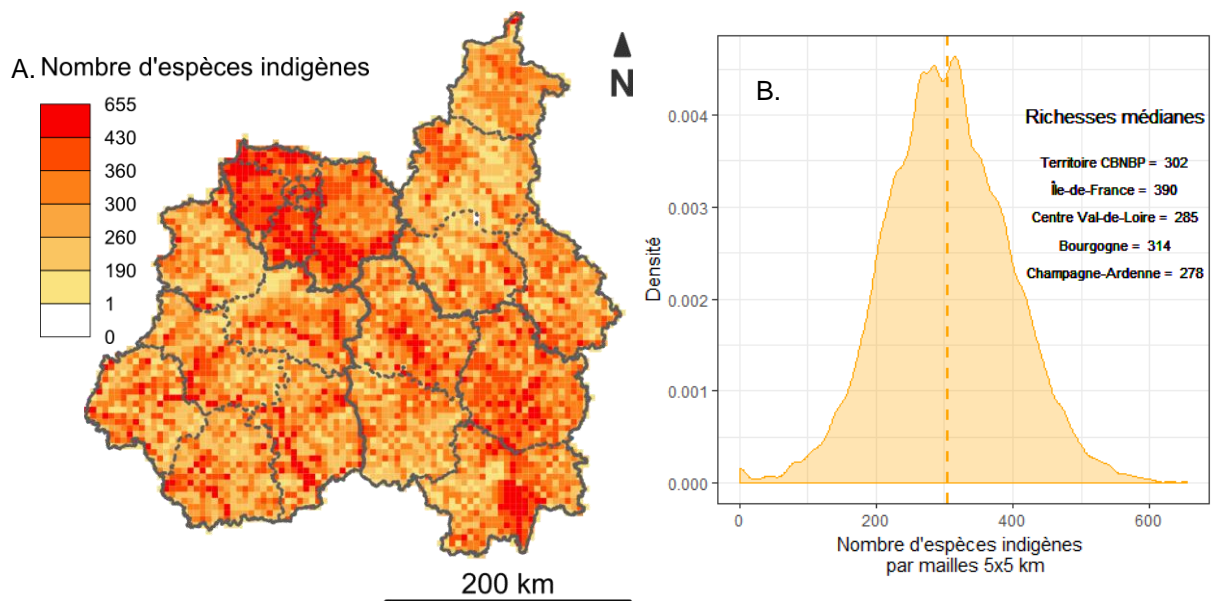 A. Nombre d'espèces indigènes
655
430
360
300
260
190
1
0
N
200 km
B.
Richesses médianes
Territoire CBNBP = 302
Île-de-France = 390
Centre Val-de-Loire = 285
Bourgogne = 314
Champagne-Ardenne = 278
Densité
0.004
0.003
0.002
0.001
0.000
0
200
400
600
Nombre d'espèces indigènes
par mailles 5x5 km